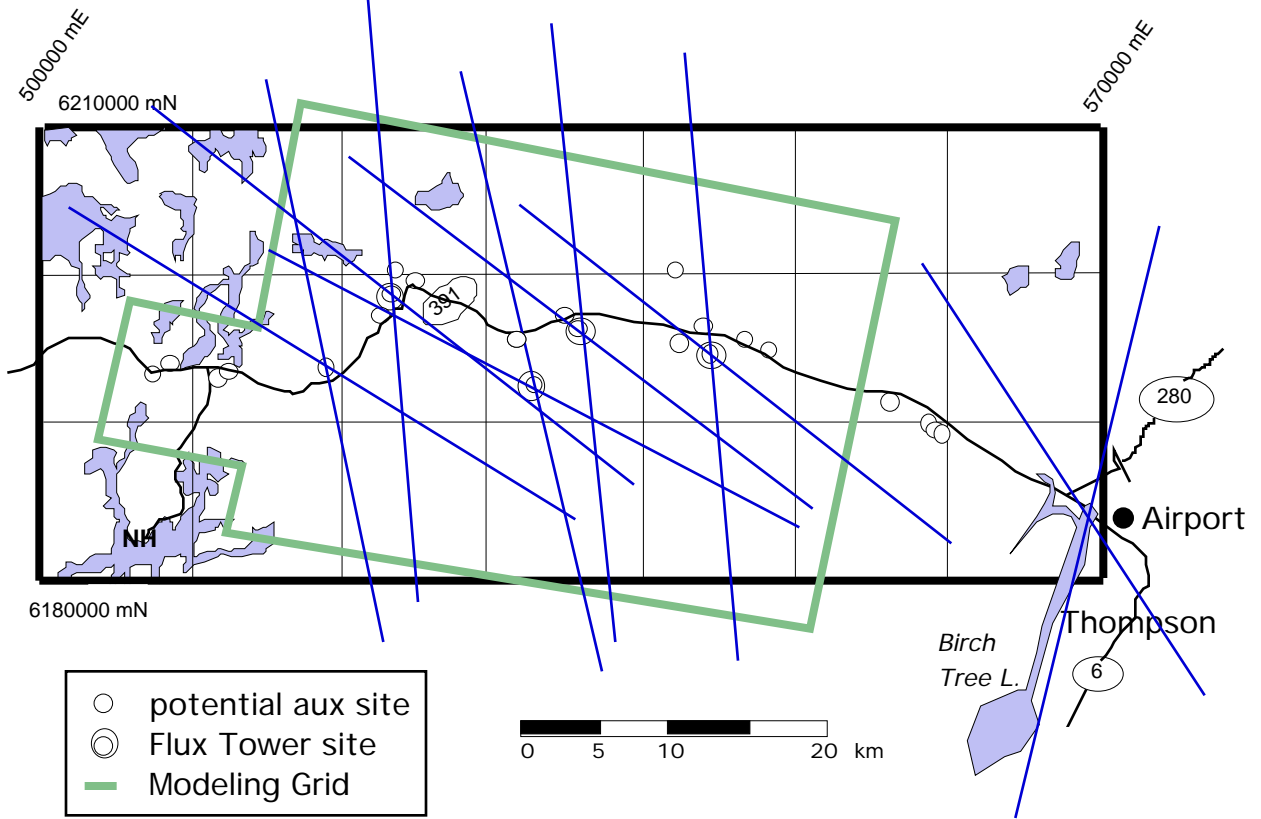 500000 mE
570000 mE
6210000 mN
391
280
Airport
NH
6180000 mN
Thompson
Birch
Tree L.
6
potential aux site
Flux Tower site
Modeling Grid
0 5 10 20 km